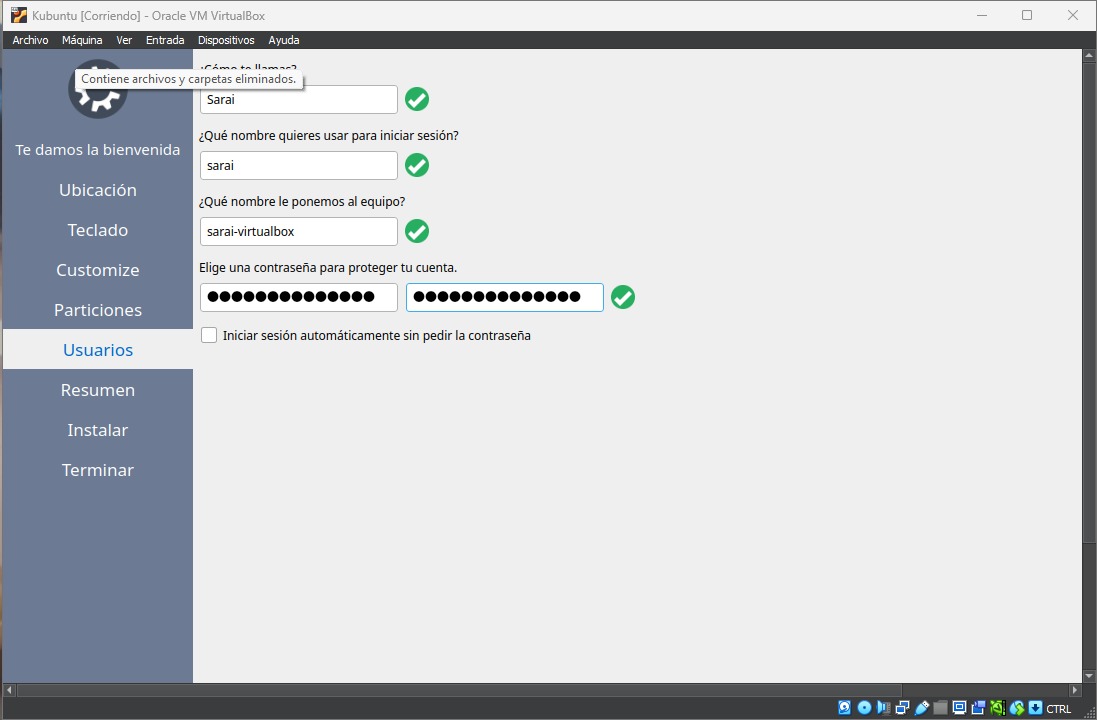 Kubuntu [Corriendo] - Oracle VM VirtualBox
Archivo Máquina Ver Entrada Dispositivos Ayuda
¿Cómo te llamas?
Contiene archivos y carpetas eliminados.
Sarai
Te damos la bienvenida
¿Qué nombre quieres usar para iniciar sesión?
sarai
Ubicación
¿Qué nombre le ponemos al equipo?
Teclado
sarai-virtualbox
Customize
Elige una contraseña para proteger tu cuenta.
Particiones
●●●●●●●●●●●●●● ●●●●●●●●●●●●●●
Iniciar sesión automáticamente sin pedir la contraseña
Usuarios
Resumen
Instalar
Terminar
CTRL